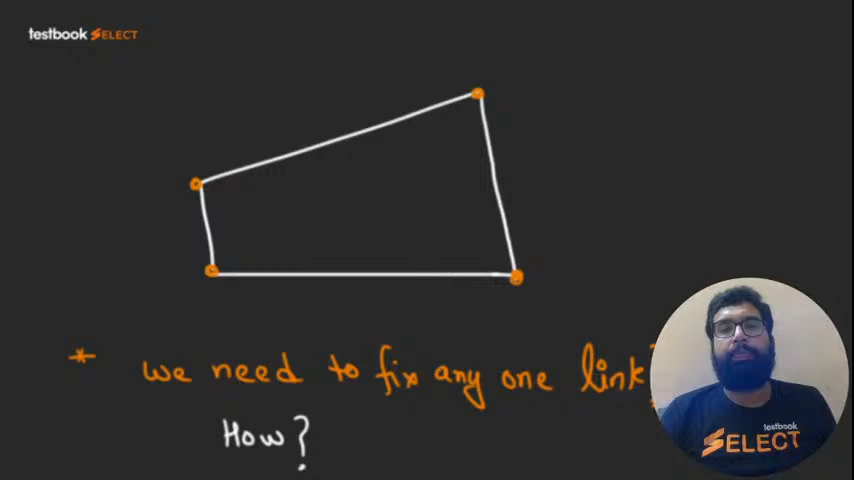 testbook SELECT
* we need to fix any one link
How?
testbook
SELECT